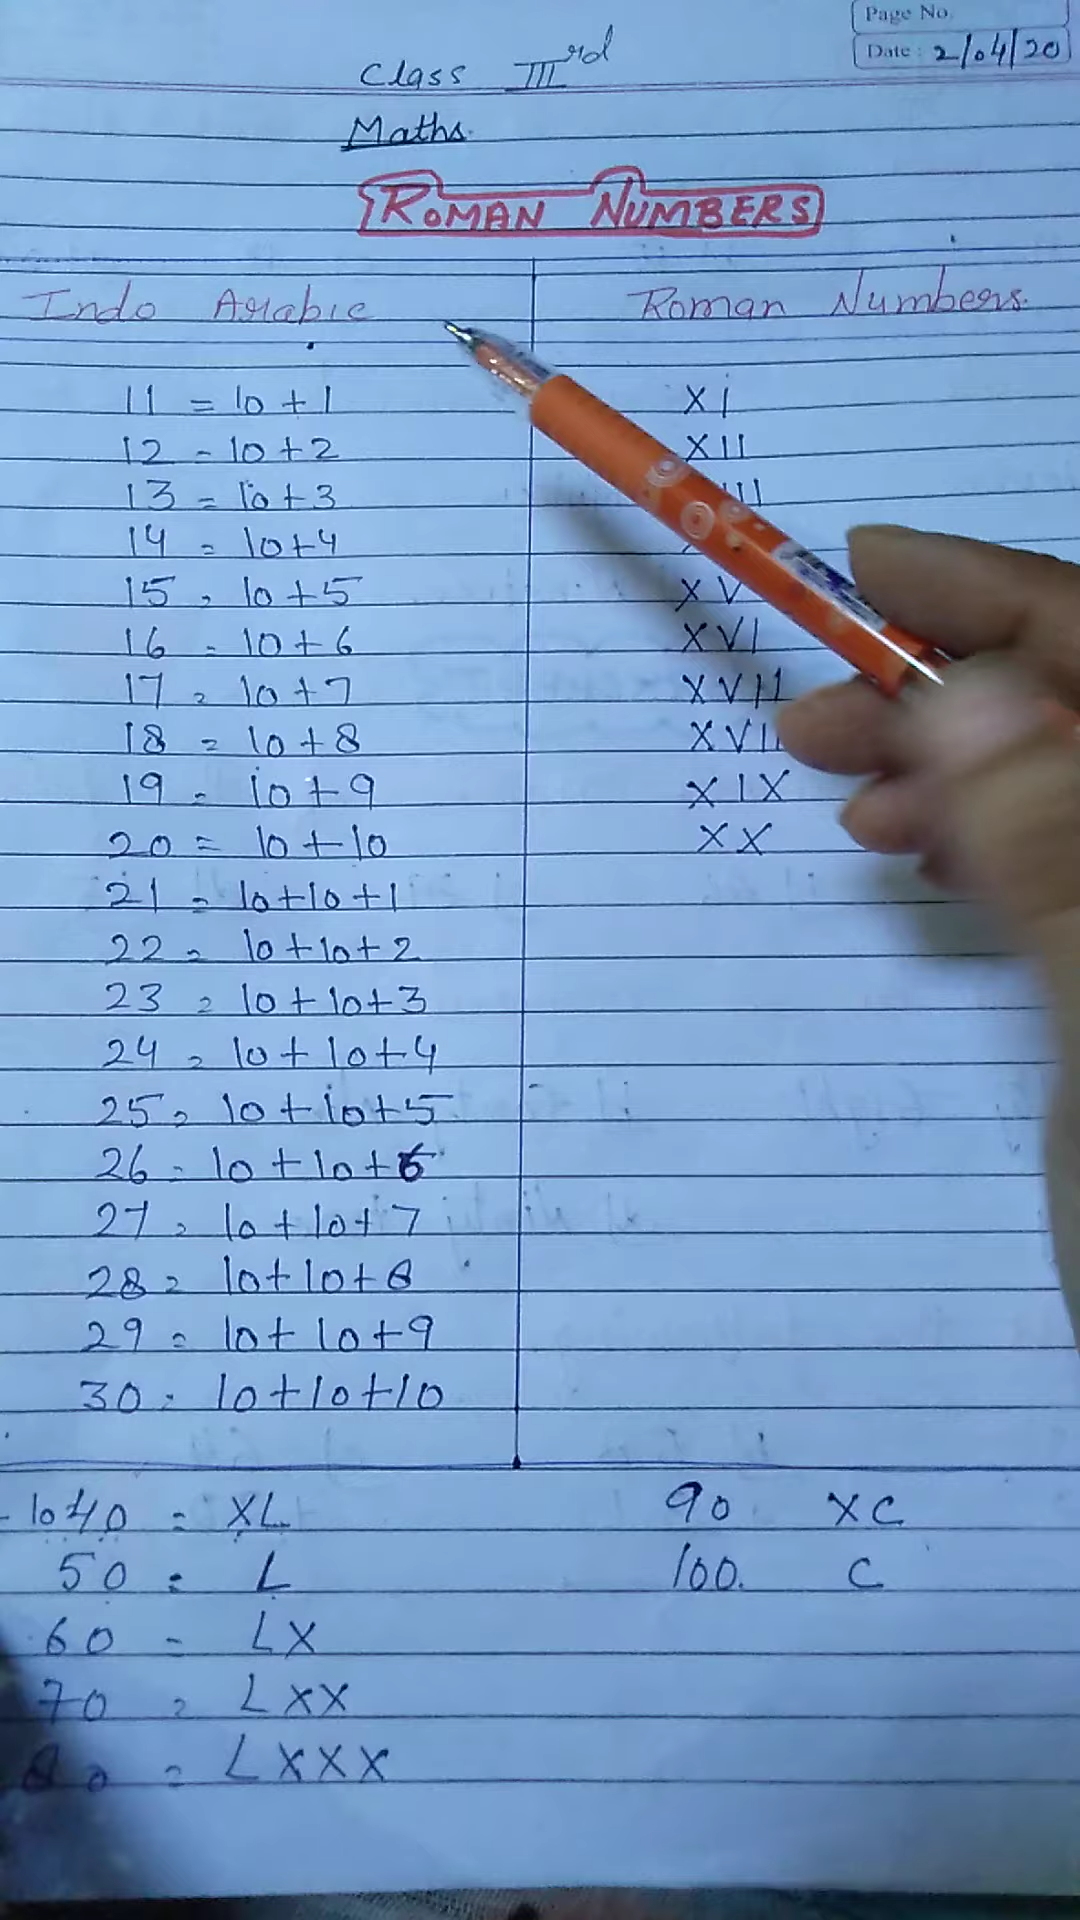 Page No.
Date : 2/04/20
Class IIIrd
Maths.
ROMAN NUMBERS
Indo Arabic Roman Numbers.
11 = 10 + 1 XI
12 = 10 + 2 XII
13 = 10 + 3
14 = 10 + 4
15 = 10 + 5 XV
16 = 10 + 6 XVI
17 = 10 + 7 XVII
18 = 10 + 8
19 = 10 + 9 XIX
20 = 10 + 10 XX
21 = 10 + 10 + 1
22 = 10 + 10 + 2
23 = 10 + 10 + 3
24 = 10 + 10 + 4
25 = 10 + 10 + 5
26 = 10 + 10 + 6
27 = 10 + 10 + 7
28 = 10 + 10 + 8
29 = 10 + 10 + 9
30 = 10 + 10 + 10
-10 40 = XL 90 XC
50 = L 100. C
60 = LX
70 = LXX
80 = LXXX